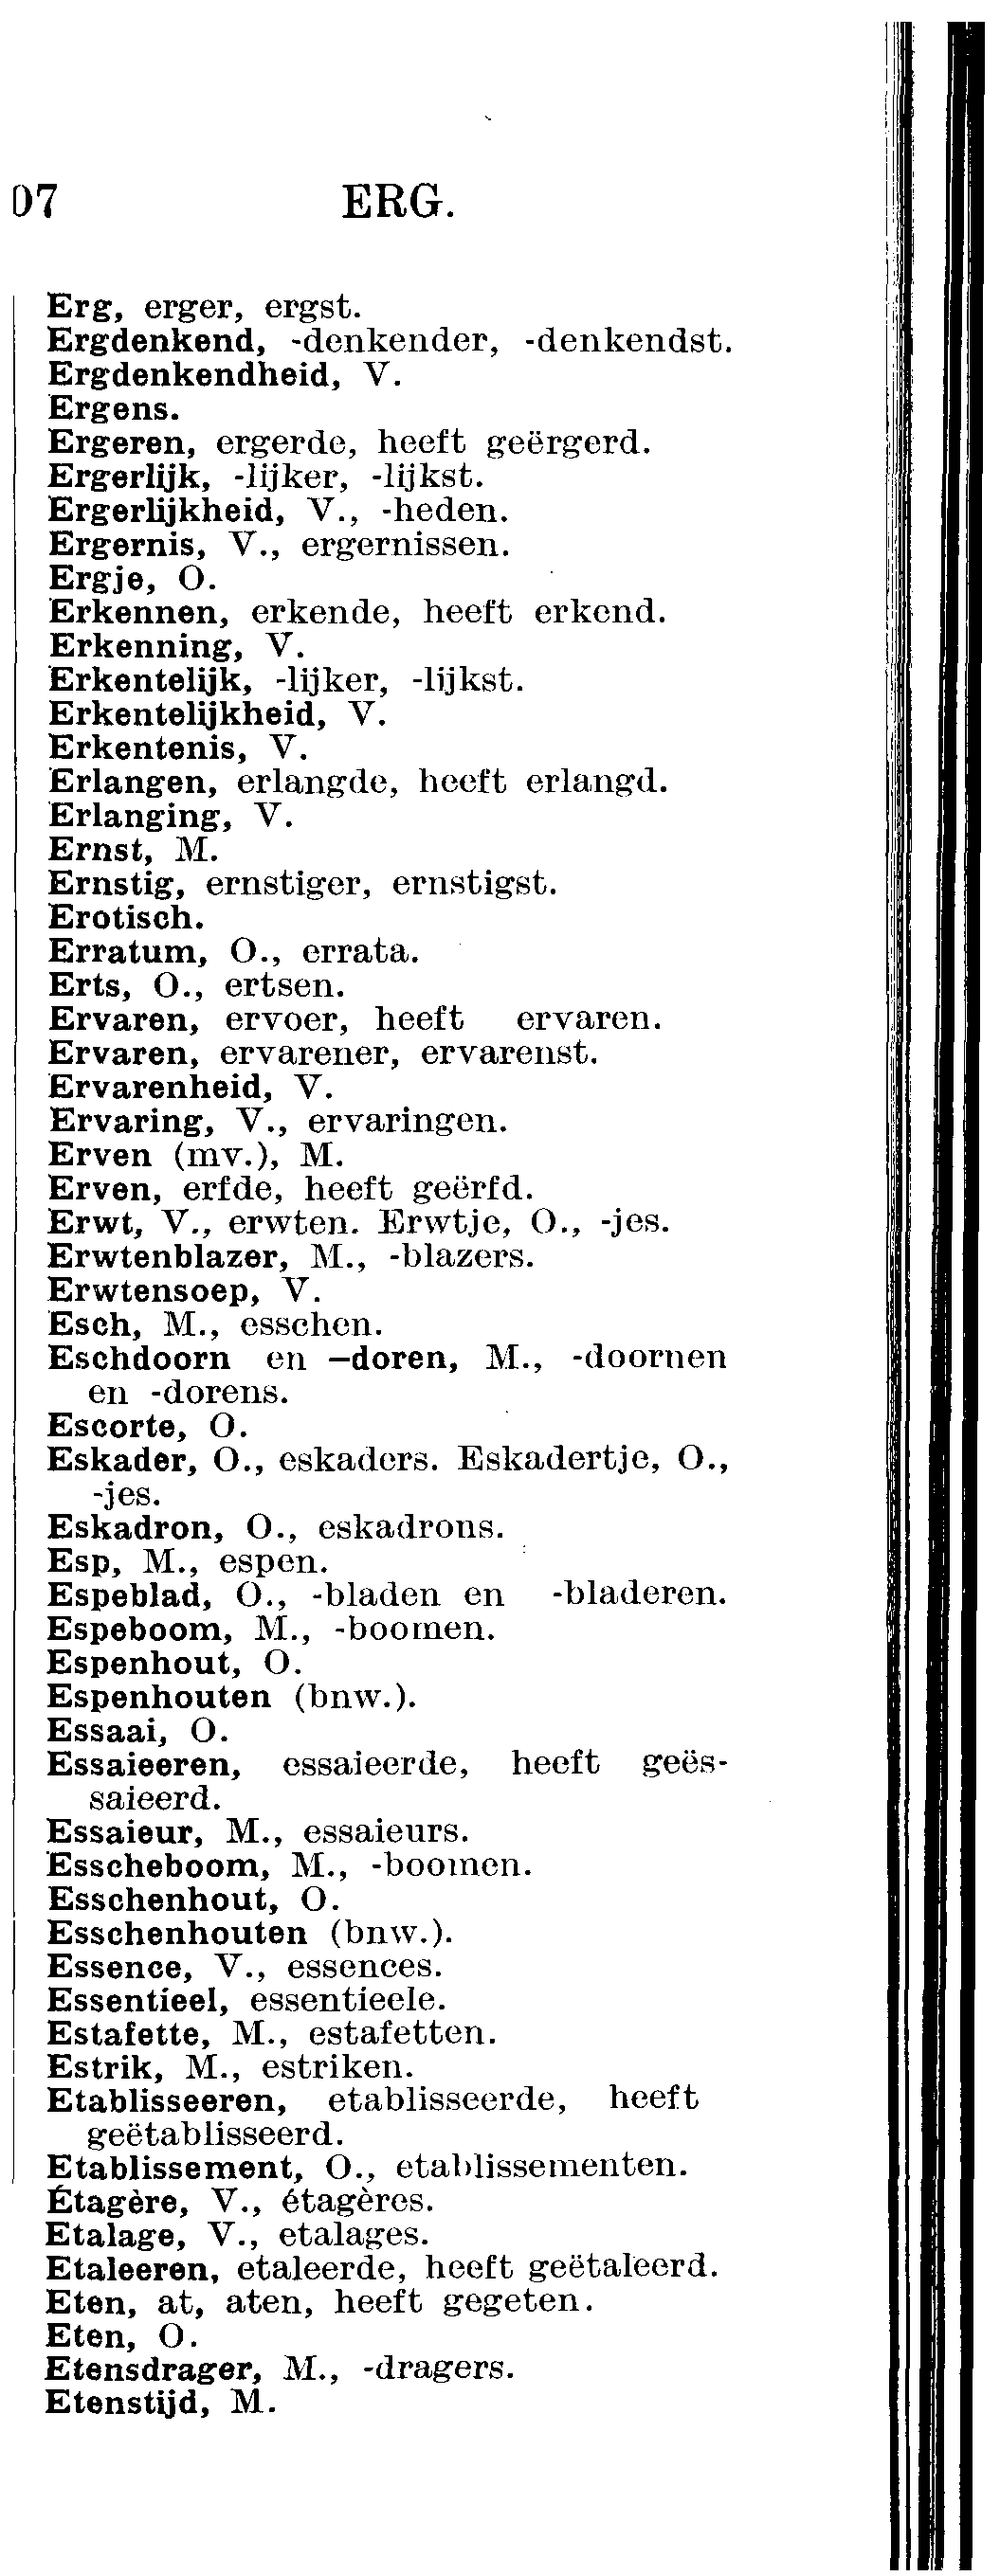 07 ERG.
Erg, erger, ergst.
Ergdenkend, -denkender, -denkendst.
Ergdenkendheid, V.
Ergens.
Ergeren, ergerde, heeft geërgerd.
Ergerlijk, -lijker, -lijkst.
Ergerlijkheid, V., -heden.
Ergernis, V., ergernissen.
Ergje, O.
Erkennen, erkende, heeft erkend.
Erkenning, V.
Erkentelijk, -lijker, -lijkst.
Erkentelijkheid, V.
Erkentenis, V.
Erlangen, erlangde, heeft erlangd.
Erlanging, V.
Ernst, M.
Ernstig, ernstiger, ernstigst.
Erotisch.
Erratum, O., errata.
Erts, O., ertsen.
Ervaren, ervoer, heeft ervaren.
Ervaren, ervarener, ervarenst.
Ervarenheid, V.
Ervaring, V., ervaringen.
Erven (mv.), M.
Erven, erfde, heeft geërfd.
Erwt, V., erwten. Erwtje, O., -jes.
Erwtenblazer, M., -blazers.
Erwtensoep, V.
Esch, M., esschen.
Eschdoorn en —doren, M., -doornen
en -dorens.
Escorte, O.
Eskader, O., eskaders. Eskadertje, O.,
-jes.
Eskadron, O., eskadrons.
Esp, M., espen.
Espeblad, O., -bladen en -bladeren.
Espeboom, M., -boomen.
Espenhout, O.
Espenhouten (bnw.).
Essaai, O.
Essaieeren, essaieerde, heeft geës-
saieerd.
Essaieur, M., essaieurs.
Esscheboom, M., -boomen.
Esschenhout, O.
Esschenhouten (bnw.).
Essence, V., essences.
Essentieel, essentieele.
Estafette, M., estafetten.
Estrik, M., estriken.
Etablisseeren, etablisseerde, heeft
geëtablisseerd.
Etablissement, O., etablissementen.
Étagère, V., étagères.
Etalage, V., etalages.
Etaleeren, etaleerde, heeft geëtaleerd.
Eten, at, aten, heeft gegeten.
Eten, O.
Etensdrager, M., -dragers.
Etenstijd, M.